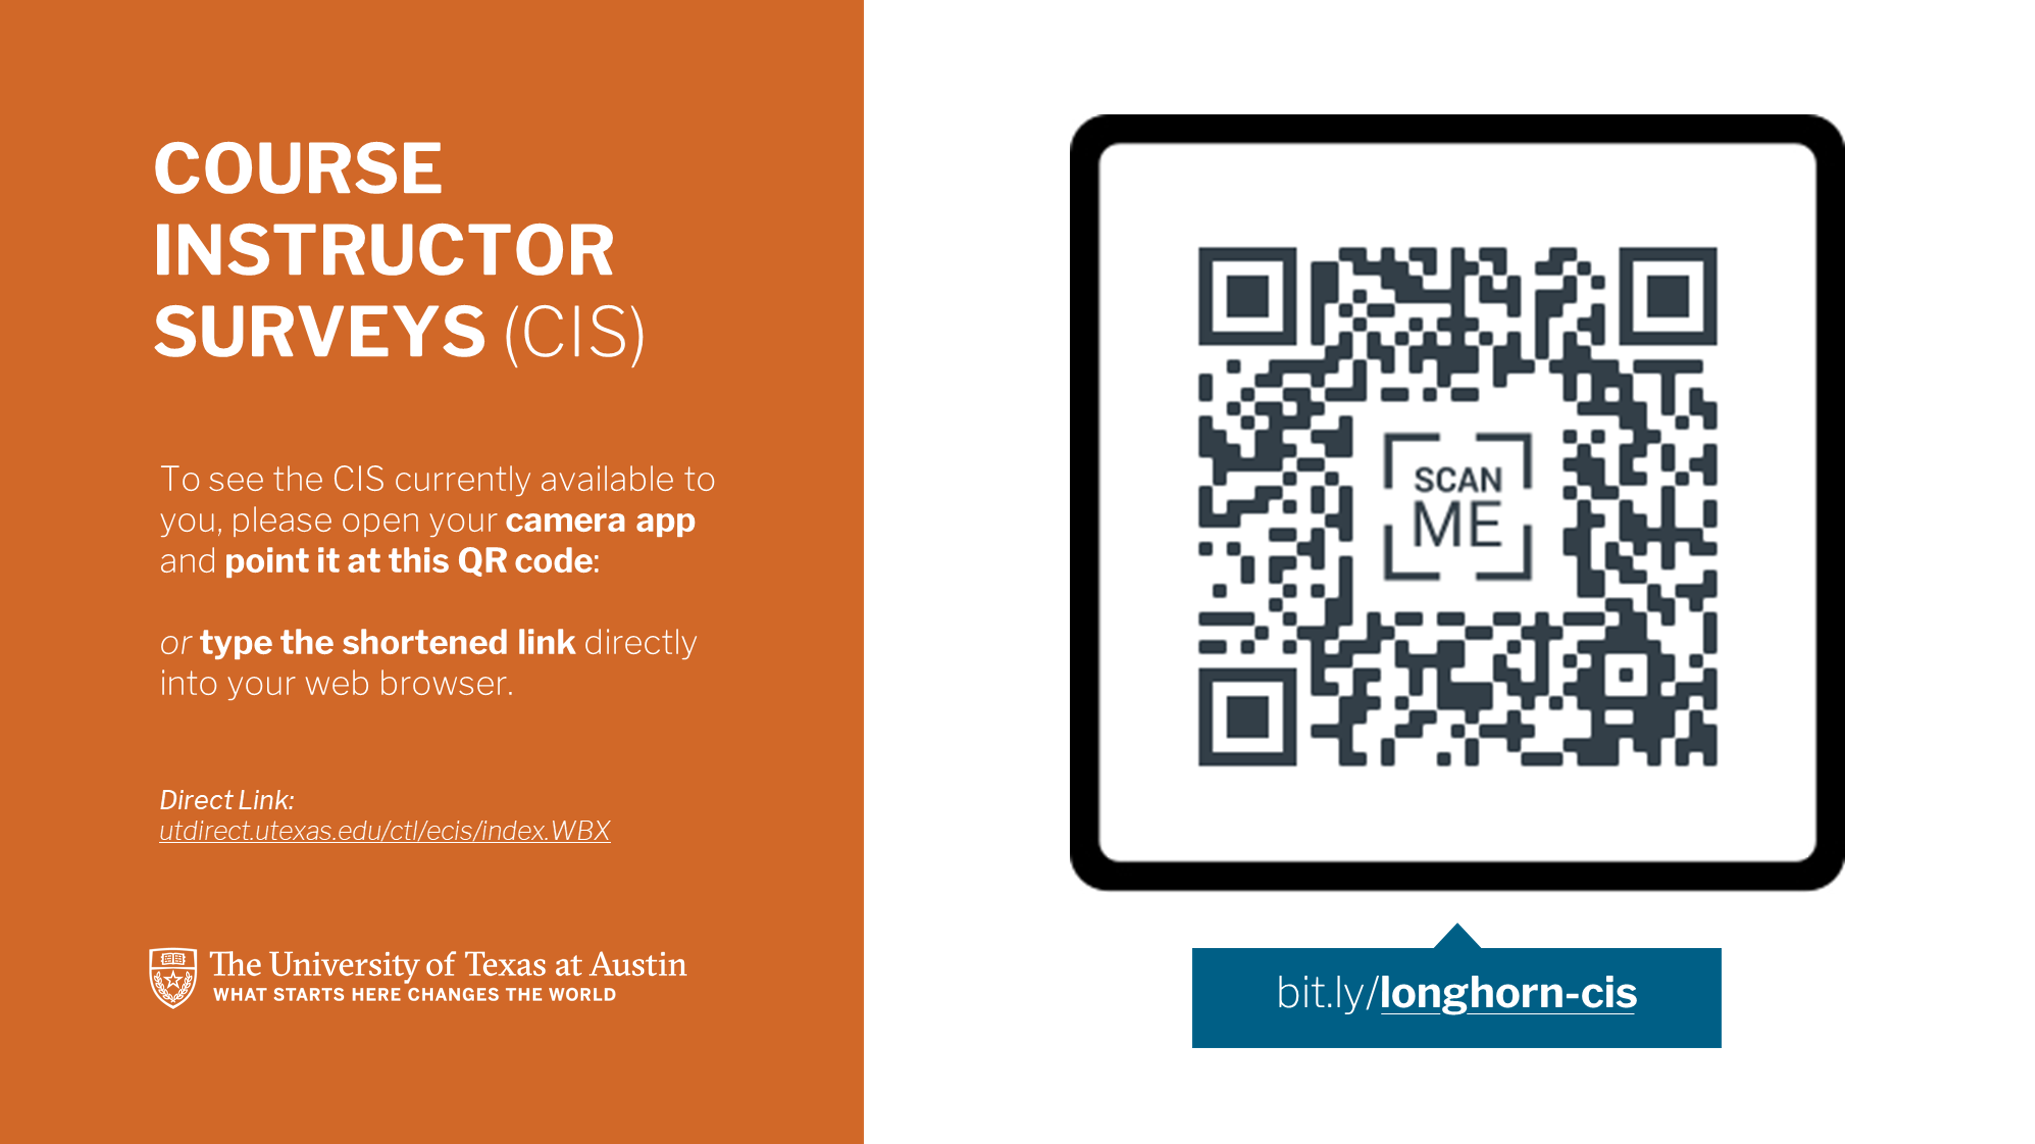 COURSE
INSTRUCTOR
SURVEYS (CIS)
To see the CIS currently available to
you, please open your camera app
and point it at this QR code:
or type the shortened link directly
into your web browser.
Direct Link:
utdirect.utexas.edu/ctl/ecis/index.WBX
The University of Texas at Austin
WHAT STARTS HERE CHANGES THE WORLD
SCAN
ME
bit.ly/longhorn-cis